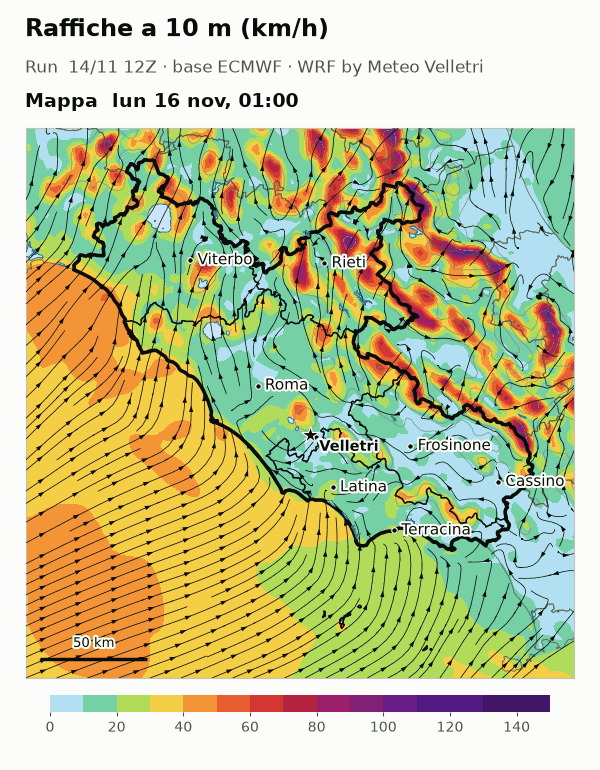 Raffiche a 10 m (km/h)
Run 14/11 12Z · base ECMWF · WRF by Meteo Velletri
Mappa lun 16 nov, 01:00
Viterbo
Rieti
Roma
Velletri
Frosinone
Cassino
Latina
Terracina
50 km
0 20 40 60 80 100 120 140